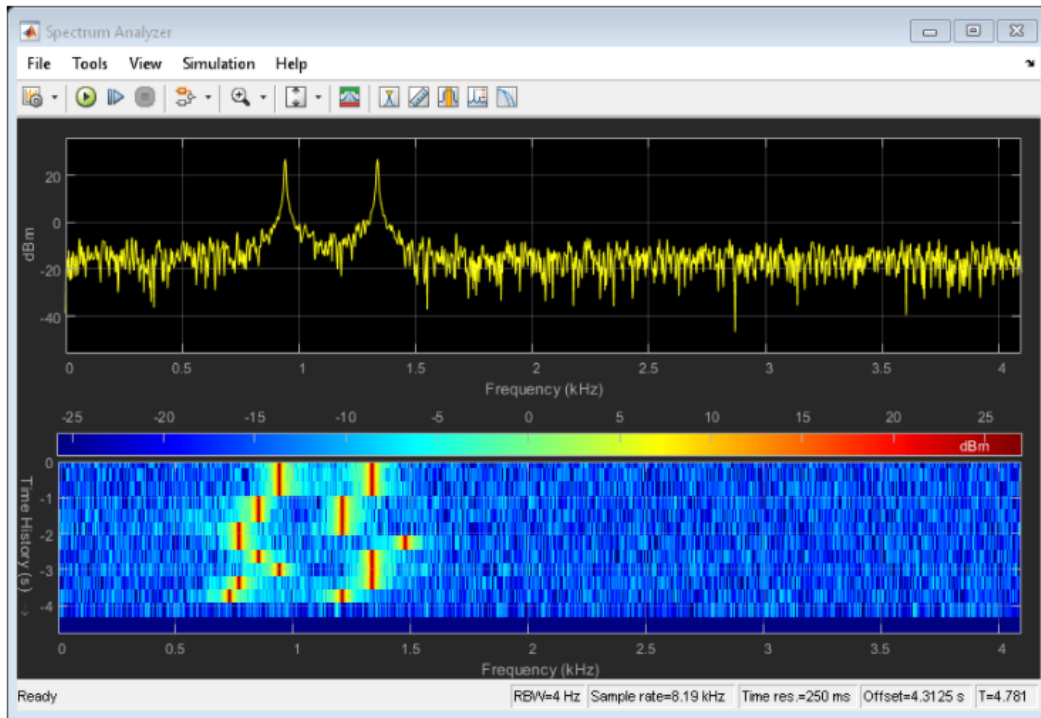 Spectrum Analyzer
File Tools View Simulation Help
20
0
-20
-40
dBm
0 0.5 1 1.5 2 2.5 3 3.5 4
Frequency (kHz)
-25 -20 -15 -10 -5 0 5 10 15 20 25
dBm
0
-1
-2
-3
-4
Time History (s) →
0 0.5 1 1.5 2 2.5 3 3.5 4
Frequency (kHz)
Ready RBW=4 Hz Sample rate=8.19 kHz Time res.=250 ms Offset=4.3125 s T=4.781